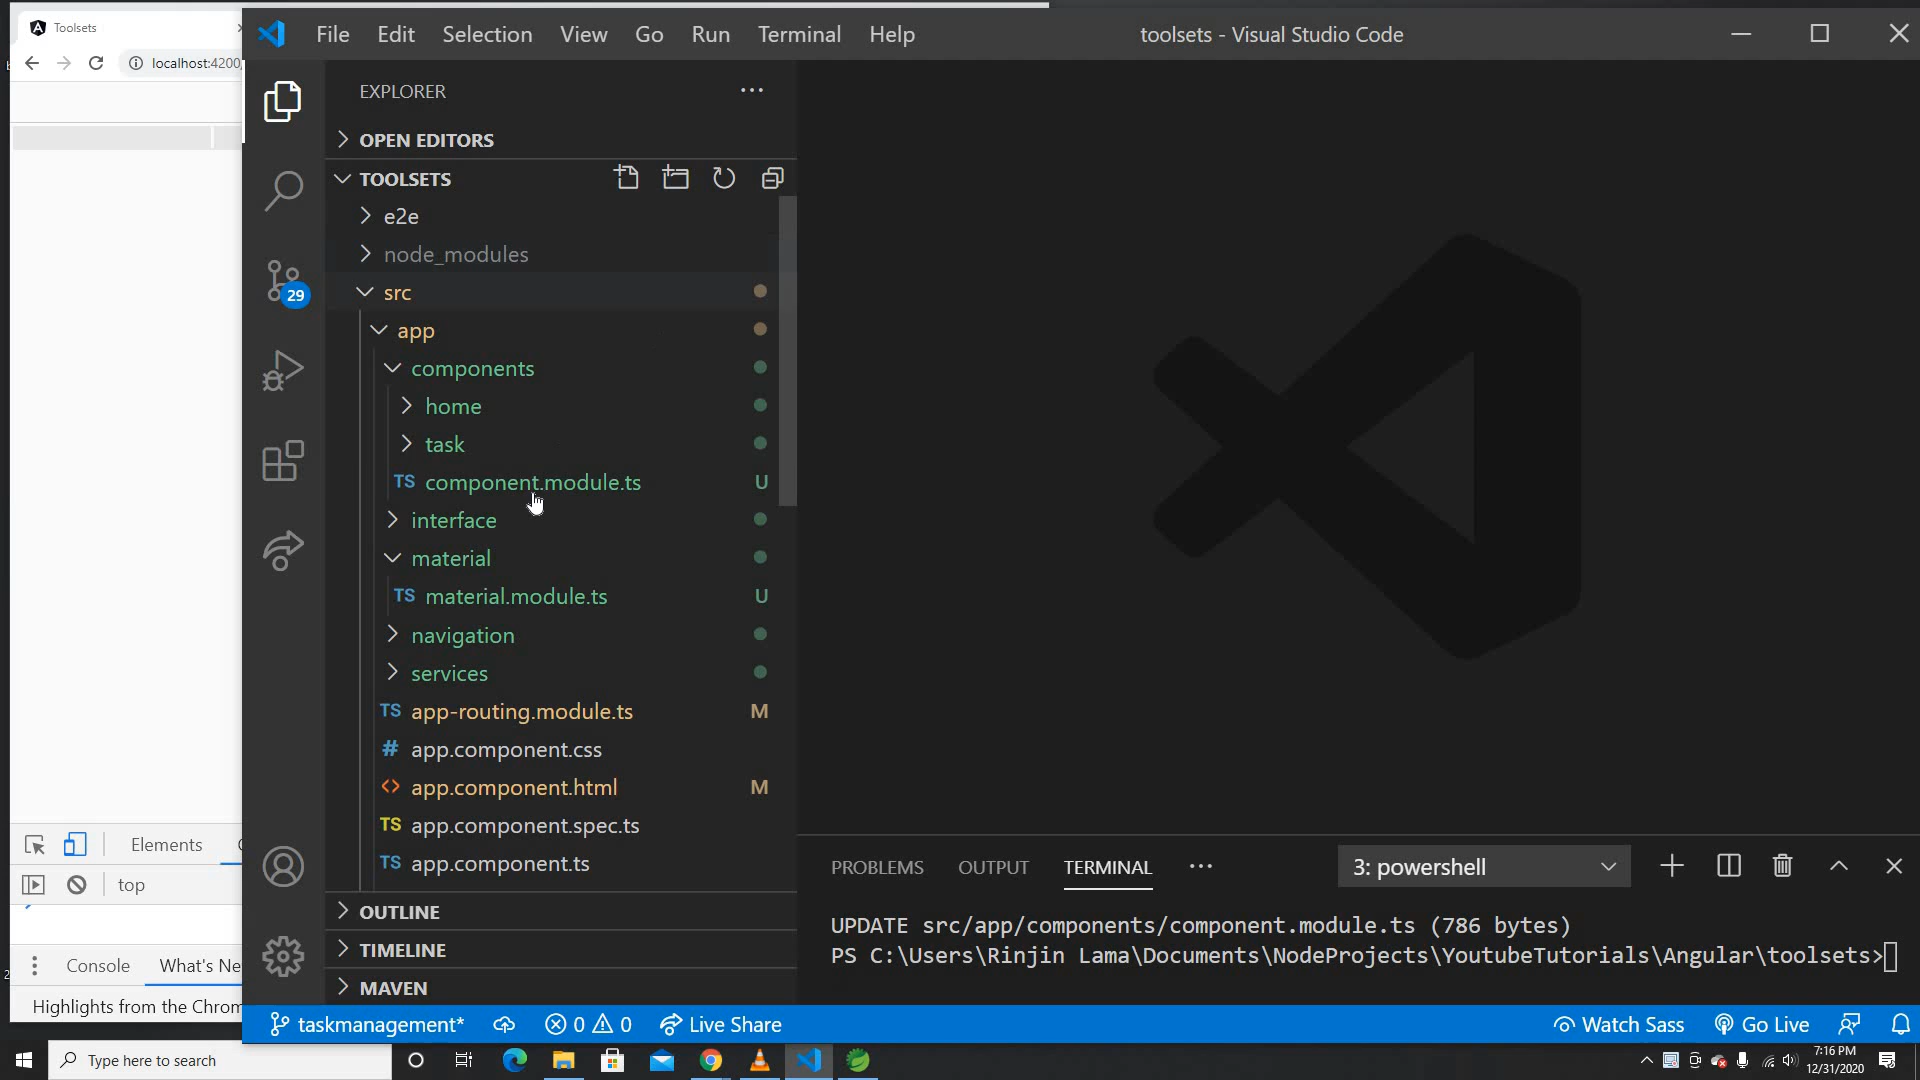 Toolsets
localhost:4200
File Edit Selection View Go Run Terminal Help
toolsets - Visual Studio Code
EXPLORER
OPEN EDITORS
TOOLSETS
e2e
node_modules
src
29
app
components
home
task
TS component.module.ts U
interface
material
TS material.module.ts U
navigation
services
TS app-routing.module.ts M
# app.component.css
<> app.component.html M
TS app.component.spec.ts
TS app.component.ts
OUTLINE
TIMELINE
MAVEN
PROBLEMS OUTPUT TERMINAL
3: powershell
UPDATE src/app/components/component.module.ts (786 bytes)
PS C:\Users\Rinjin Lama\Documents\NodeProjects\YoutubeTutorials\Angular\toolsets>
Elements
top
Console What's Ne
Highlights from the Chrom
taskmanagement* 0 0 Live Share
Watch Sass Go Live
Type here to search
7:16 PM
12/31/2020